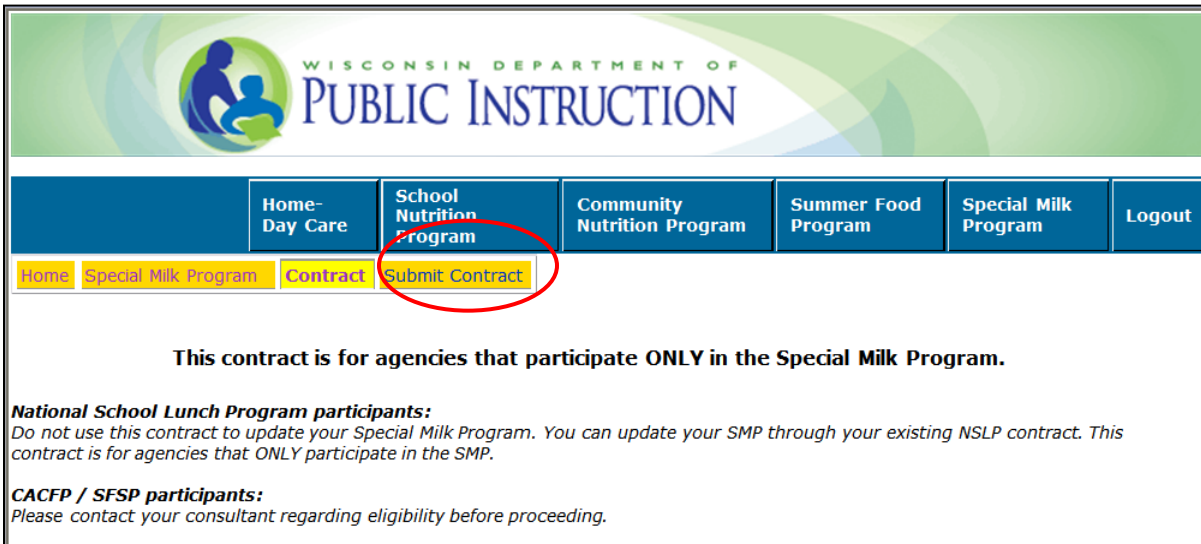 WISCONSIN DEPARTMENT OF
PUBLIC INSTRUCTION
Home-
Day Care
School
Nutrition
Program
Community
Nutrition Program
Summer Food
Program
Special Milk
Program
Logout
Home Special Milk Program Contract Submit Contract
This contract is for agencies that participate ONLY in the Special Milk Program.
National School Lunch Program participants:
Do not use this contract to update your Special Milk Program. You can update your SMP through your existing NSLP contract. This
contract is for agencies that ONLY participate in the SMP.
CACFP / SFSP participants:
Please contact your consultant regarding eligibility before proceeding.